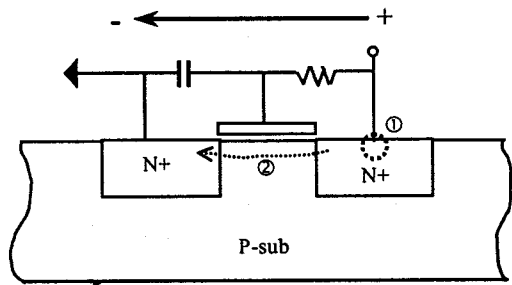 - +
①
N+ ② N+
P-sub